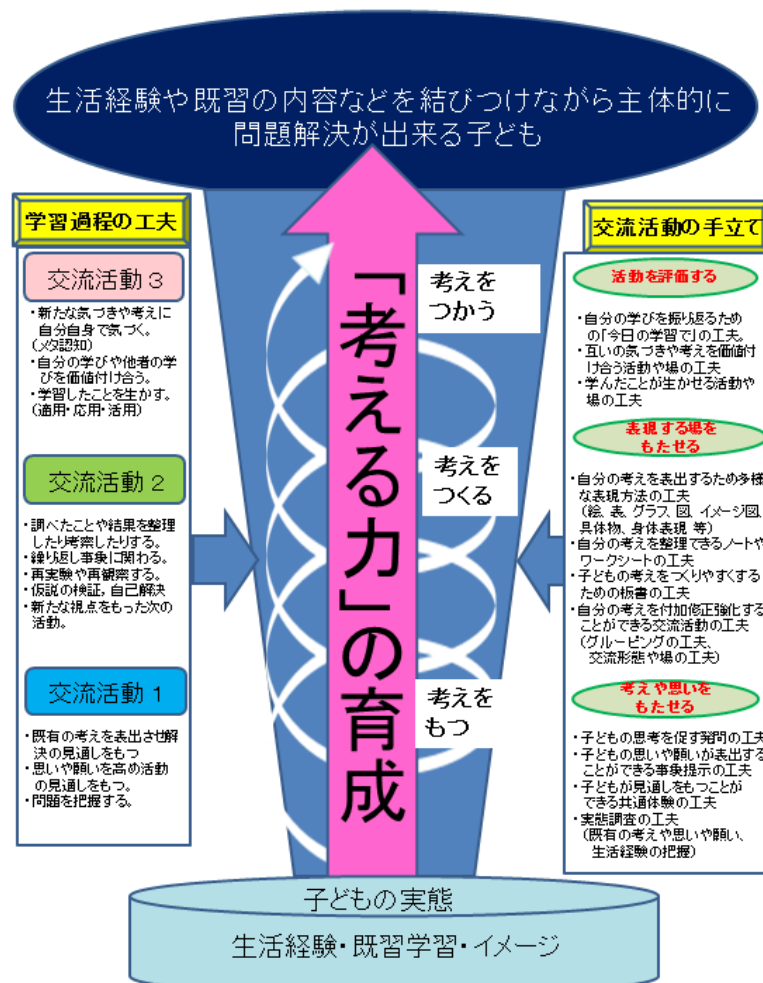 生活経験や既習の内容などを結びつけながら主体的に
問題解決が出来る子ども
学習過程の工夫
交流活動3
・新たな気づきや考えに
自分自身で気づく。
(メタ認知)
・自分の学びや他者の学
びを価値付け合う。
・学習したことを生かす。
(適用・応用・活用)
交流活動2
・調べたことや結果を整理
したり考察したりする。
・繰り返し事象に関わる。
・再実験や再観察する。
・仮説の検証，自己解決
・新たな視点をもった次の
活動。
交流活動1
・既有の考えを表出させ解
決の見通しをもつ
・思いや願いを高め活動
の見通しをもつ。
・問題を把握する。
「考える力」の育成
考えを
つかう
考えを
つくる
考えを
もつ
交流活動の手立て
活動を評価する
・自分の学びを振り返るため
の「今日の学習で」の工夫。
・互いの気づきや考えを価値付
け合う活動や場の工夫
・学んだことが生かせる活動や
場の工夫
表現する場を
もたせる
・自分の考えを表出するため多様
な表現方法の工夫
(絵、表、グラフ、図、イメージ図、
具体物、身体表現 等)
・自分の考えを整理できるノートや
ワークシートの工夫
・子どもの考えをつくりやすくする
ための板書の工夫
・自分の考えを付加修正強化する
ことができる交流活動の工夫
(グルーピングの工夫、
交流形態や場の工夫)
考えや思いを
もたせる
・子どもの思考を促す発問の工夫
・子どもの思いや願いが表出する
ことができる事象提示の工夫
・子どもが見通しをもつことが
できる共通体験の工夫
・実態調査の工夫
(既有の考えや思いや願い、
生活経験の把握)
子どもの実態
生活経験・既習学習・イメージ